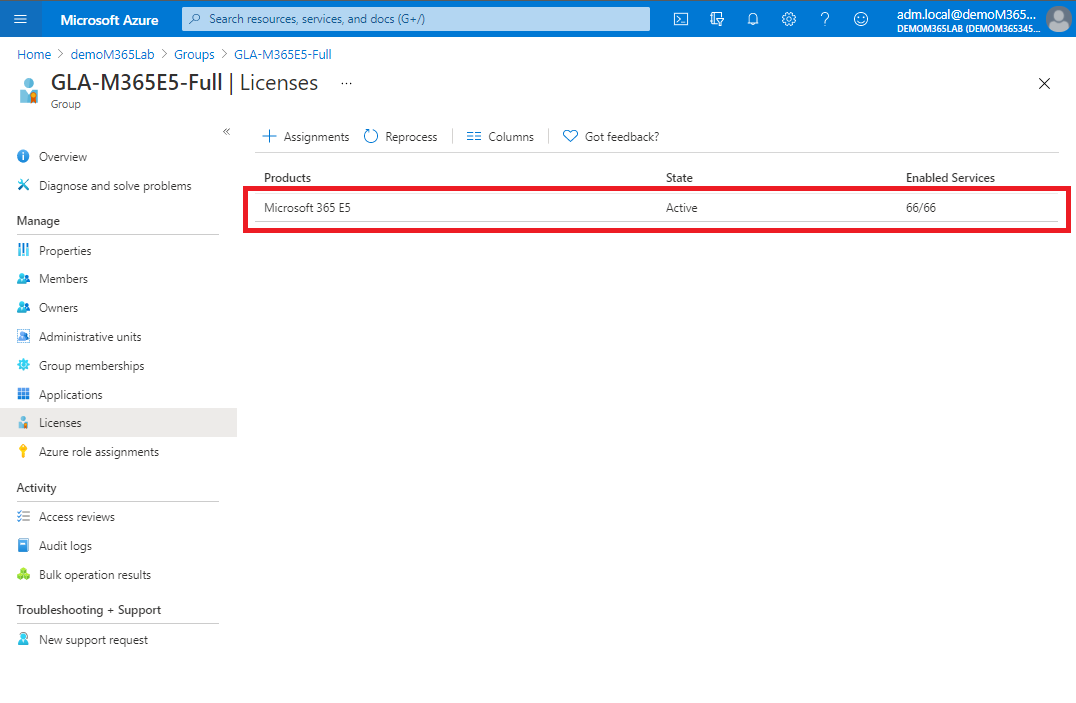 Microsoft Azure
Search resources, services, and docs (G+/)
adm.local@demoM365...
DEMOM365LAB (DEMOM365345...
Home > demoM365Lab > Groups > GLA-M365E5-Full
GLA-M365E5-Full | Licenses ...
Group
«
Assignments
Reprocess
Columns
Got feedback?
Overview
Diagnose and solve problems
Manage
Properties
Members
Owners
Administrative units
Group memberships
Applications
Licenses
Azure role assignments
Activity
Access reviews
Audit logs
Bulk operation results
Troubleshooting + Support
New support request
Products State Enabled Services
Microsoft 365 E5 Active 66/66